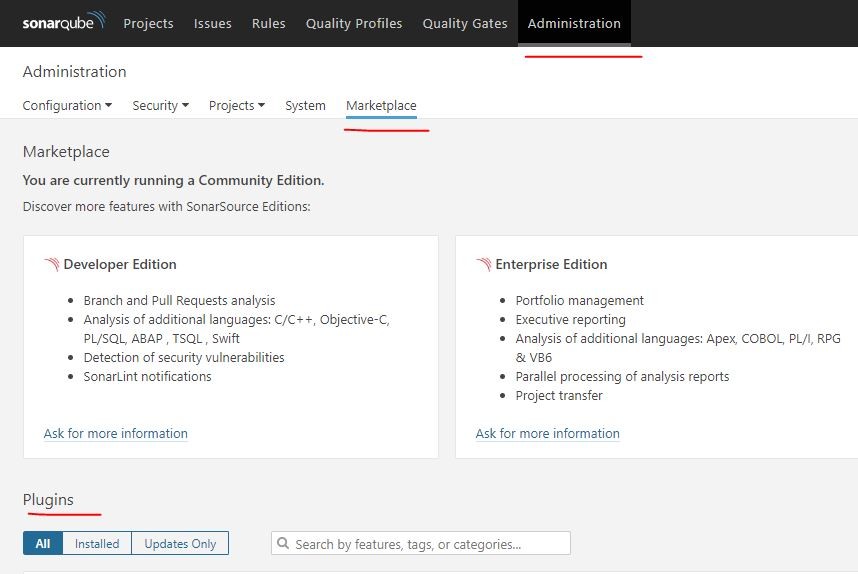 sonarqube Projects Issues Rules Quality Profiles Quality Gates Administration
Administration
Configuration Security Projects System Marketplace
Marketplace
You are currently running a Community Edition.
Discover more features with SonarSource Editions:
Developer Edition
Branch and Pull Requests analysis
Analysis of additional languages: C/C++, Objective-C,
PL/SQL, ABAP , TSQL , Swift
Detection of security vulnerabilities
SonarLint notifications
Ask for more information
Enterprise Edition
Portfolio management
Executive reporting
Analysis of additional languages: Apex, COBOL, PL/I, RPG
& VB6
Parallel processing of analysis reports
Project transfer
Ask for more information
Plugins
All Installed Updates Only Search by features, tags, or categories...